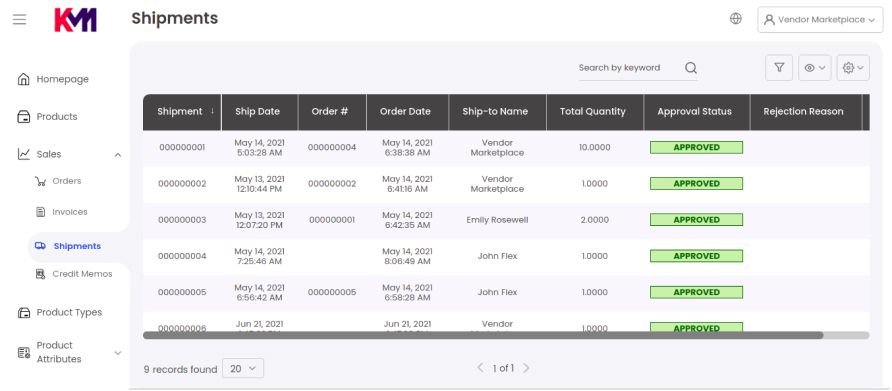 KM
Shipments
Vendor Marketplace
Search by keyword
Homepage
Products
Sales
Orders
Invoices
Shipments
Credit Memos
Product Types
Product
Attributes
Shipment ↓ Ship Date Order # Order Date Ship-to Name Total Quantity Approval Status Rejection Reason
000000001 May 14, 2021 5:03:28 AM 000000004 May 14, 2021 6:38:38 AM Vendor Marketplace 10.0000 APPROVED
000000002 May 13, 2021 12:10:44 PM 000000002 May 14, 2021 6:41:16 AM Vendor Marketplace 1.0000 APPROVED
000000003 May 13, 2021 12:07:20 PM 000000001 May 14, 2021 6:42:35 AM Emily Rosewell 2.0000 APPROVED
000000004 May 14, 2021 7:25:46 AM May 14, 2021 8:06:49 AM John Flex 1.0000 APPROVED
000000005 May 14, 2021 6:56:42 AM 000000005 May 14, 2021 6:58:28 AM John Flex 1.0000 APPROVED
000000006 Jun 21, 2021 Jun 21, 2021 Vendor 1.0000 APPROVED
9 records found 20
1 of 1